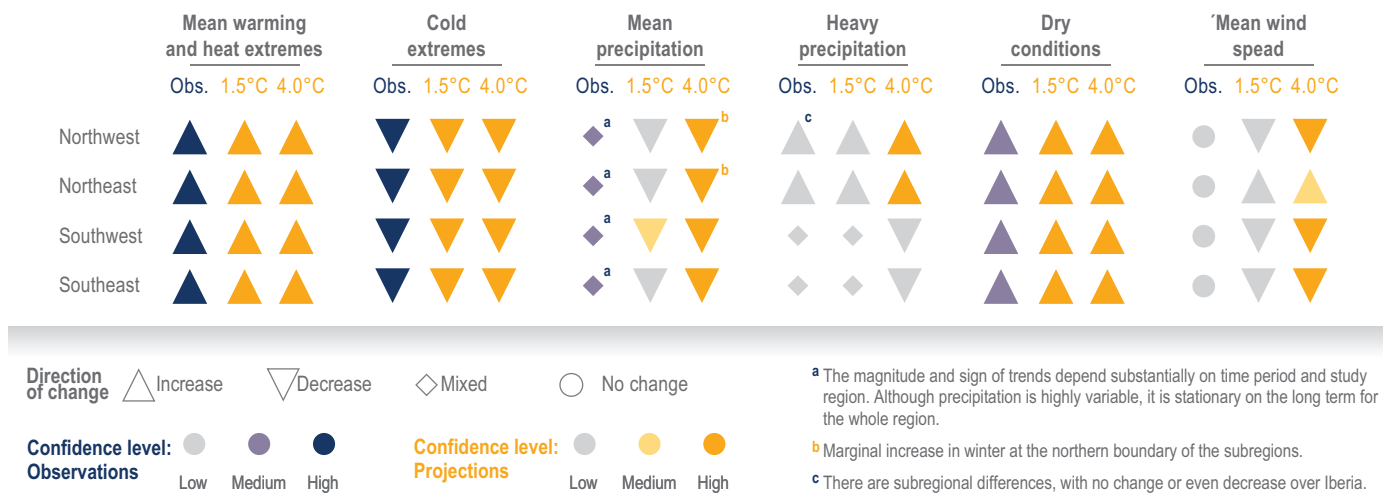 Mean warming
and heat extremes
Cold
extremes
Mean
precipitation
Heavy
precipitation
Dry
conditions
´Mean wind
spead
Obs. 1.5°C 4.0°C
Obs. 1.5°C 4.0°C
Obs. 1.5°C 4.0°C
Obs. 1.5°C 4.0°C
Obs. 1.5°C 4.0°C
Obs. 1.5°C 4.0°C
Northwest a b c
Northeast a b
Southwest a
Southeast a
Direction
of change
Increase
Decrease
Mixed
No change
Confidence level:
Observations
Low Medium High
Confidence level:
Projections
Low Medium High
a The magnitude and sign of trends depend substantially on time period and study
region. Although precipitation is highly variable, it is stationary on the long term for
the whole region.
b Marginal increase in winter at the northern boundary of the subregions.
c There are subregional differences, with no change or even decrease over Iberia.